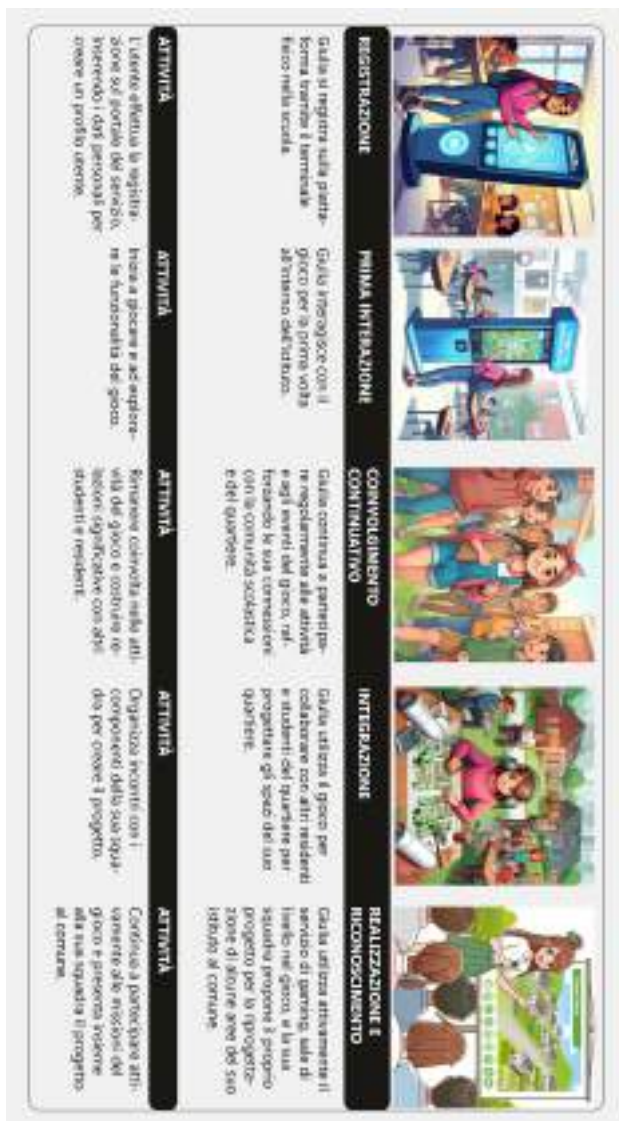 REGISTRAZIONE
Giulia si registra sulla piatta-
forma tramite il terminale
fisico nella scuola.
ATTIVITÀ
L'utente effettua la registra-
zione sul portale del servizio,
inserendo i dati personali per
creare un profilo utente.
PRIMA INTERAZIONE
Giulia interagisce con il
gioco per la prima volta
all'interno dell'istituto.
ATTIVITÀ
Inizia a giocare e ad esplora-
re le funzionalità del gioco.
COINVOLGIMENTO
CONTINUATIVO
Giulia continua a partecipa-
re regolarmente alle attività
e agli eventi del gioco, raf-
forzando le sue connessioni
con la comunità scolastica
e del quartiere.
ATTIVITÀ
Rimanere coinvolta nelle atti-
vità del gioco e costruire re-
lazioni significative con altri
studenti e residenti.
INTEGRAZIONE
Giulia utilizza il gioco per
collaborare con altri residenti
e studenti del quartiere per
progettare gli spazi del suo
quartiere.
ATTIVITÀ
Organizza incontri con i
componenti della sua squa-
dra per creare il progetto.
REALIZZAZIONE E
RICONOSCIMENTO
Giulia utilizza attivamente il
servizio di gaming, sale di
livello nel gioco, e la sua
squadra propone il proprio
progetto per la riprogetta-
zione di alcune aree del suo
istituto al comune.
ATTIVITÀ
Continua a partecipare atti-
vamente alle missioni del
gioco e presenta insieme
alla sua squadra il progetto
al comune.